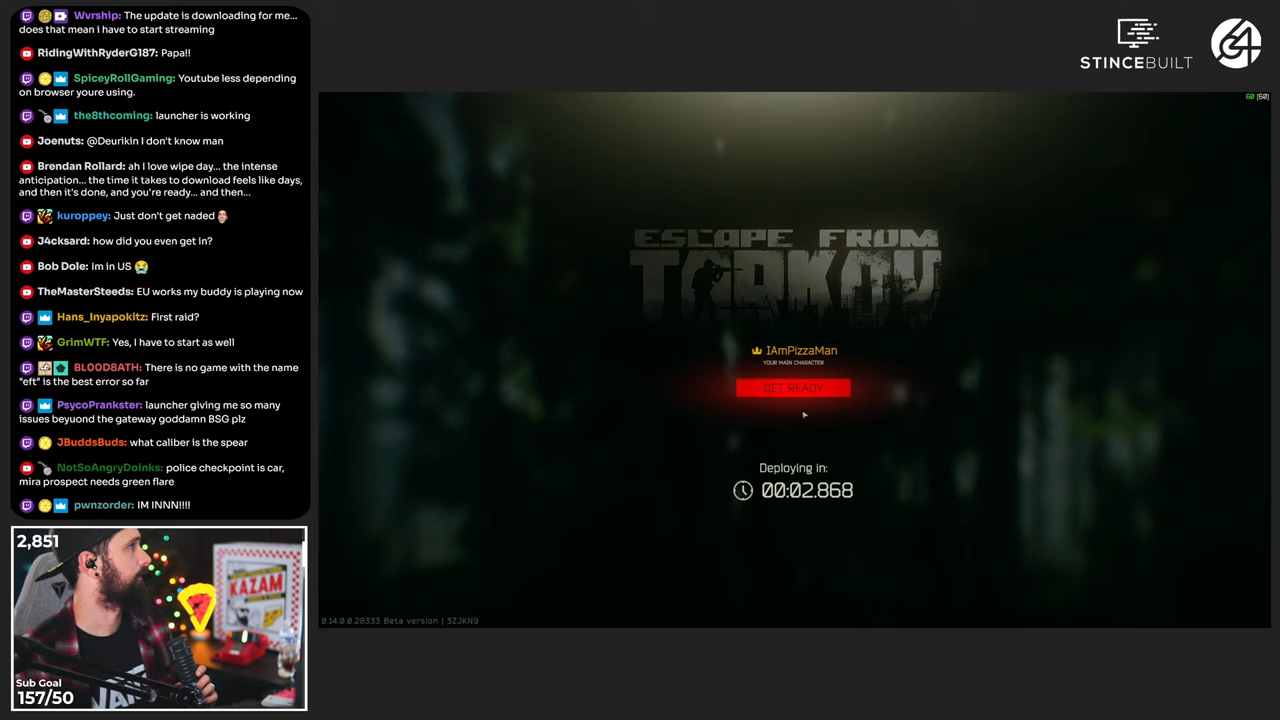 Wvrship: The update is downloading for me...
does that mean i have to start streaming
RidingWithRyderG187: Papa!!
SpiceyRollGaming: Youtube less depending
on browser youre using.
the8thcoming: launcher is working
Joenuts: @Deurikin I don't know man
Brendan Rollard: ah I love wipe day... the intense
anticipation... the time it takes to download feels like days,
and then it's done, and you're ready... and then...
kuroppey: Just don't get naded
J4cksard: how did you even get in?
Bob Dole: Im in US 😭
TheMasterSteeds: EU works my buddy is playing now
Hans_Inyapokitz: First raid?
GrimWTF: Yes, I have to start as well
BL00D8ATH: There is no game with the name
"eft" is the best error so far
PsycoPrankster: launcher giving me so many
issues beyuond the gateway goddamn BSG plz
JBuddsBuds: what caliber is the spear
NotSoAngryDoinks: police checkpoint is car,
mira prospect needs green flare
pwnzorder: IM INNN!!!!
2,851
KAZAM
Sub Goal
157/50
STINCEBUILT
G4
60 (60)
ESCAPE FROM
TARKOV
IAmPizzaMan
YOUR MAIN CHARACTER
GET READY
Deploying in:
00:02.868
0.14.0.0.28333 Beta version | 3ZJKN9